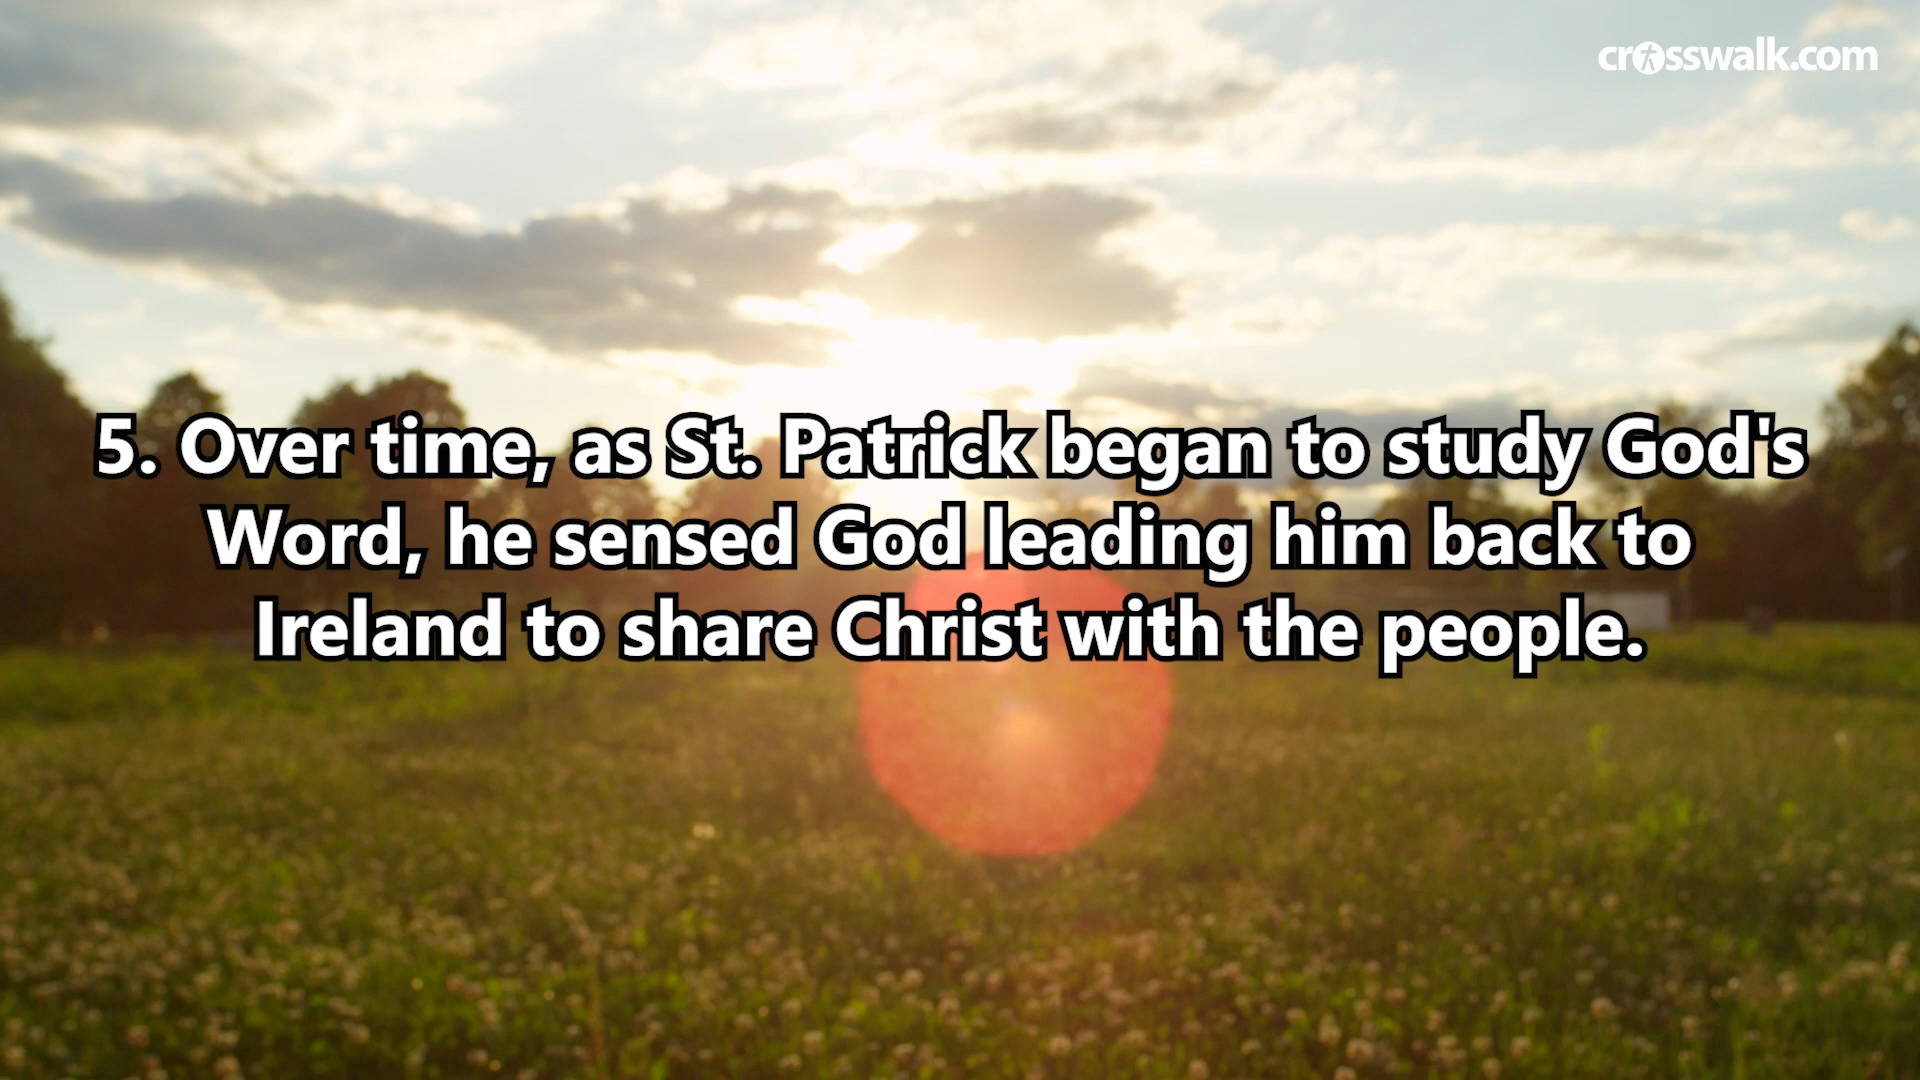 crosswalk.com
5. Over time, as St. Patrick began to study God's
Word, he sensed God leading him back to
Ireland to share Christ with the people.